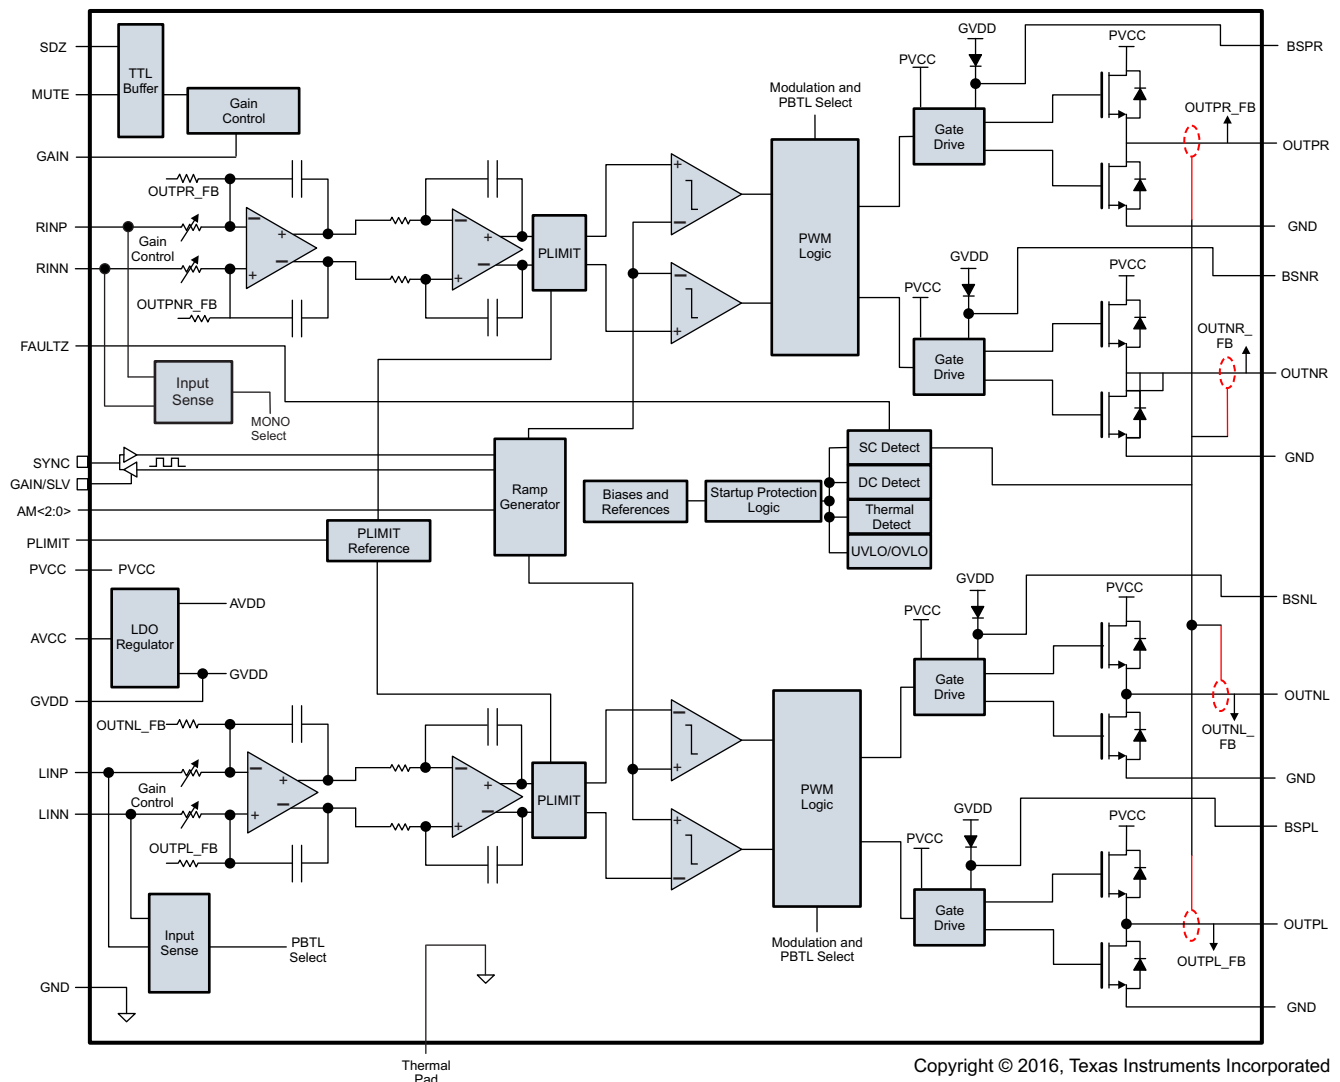 SDZ
TTL
Buffer
MUTE
Gain
Control
GAIN
OUTPR_FB
RINP
Gain
Control
RINN
OUTPNR_FB
FAULTZ
Input
Sense
MONO
Select
SYNC
GAIN/SLV
AM<2:0>
PLIMIT
PVCC
PVCC
PLIMIT
Reference
AVCC
LDO
Regulator
AVDD
GVDD
GVDD
OUTNL_FB
LINP
Gain
Control
LINN
OUTPL_FB
Input
Sense
PBTL
Select
GND
Thermal
Pad
PLIMIT
Ramp
Generator
PLIMIT
Modulation and
PBTL Select
PWM
Logic
Biases and
References
Startup Protection
Logic
SC Detect
DC Detect
Thermal
Detect
UVLO/OVLO
PWM
Logic
Modulation and
PBTL Select
GVDD
PVCC
Gate
Drive
PVCC
OUTPR_FB
BSPR
OUTPR
GND
GVDD
PVCC
Gate
Drive
PVCC
OUTNR_
FB
BSNR
OUTNR
GND
GVDD
PVCC
Gate
Drive
PVCC
OUTNL_
FB
BSNL
OUTNL
GND
GVDD
PVCC
Gate
Drive
PVCC
OUTPL_FB
BSPL
OUTPL
GND
Copyright © 2016, Texas Instruments Incorporated